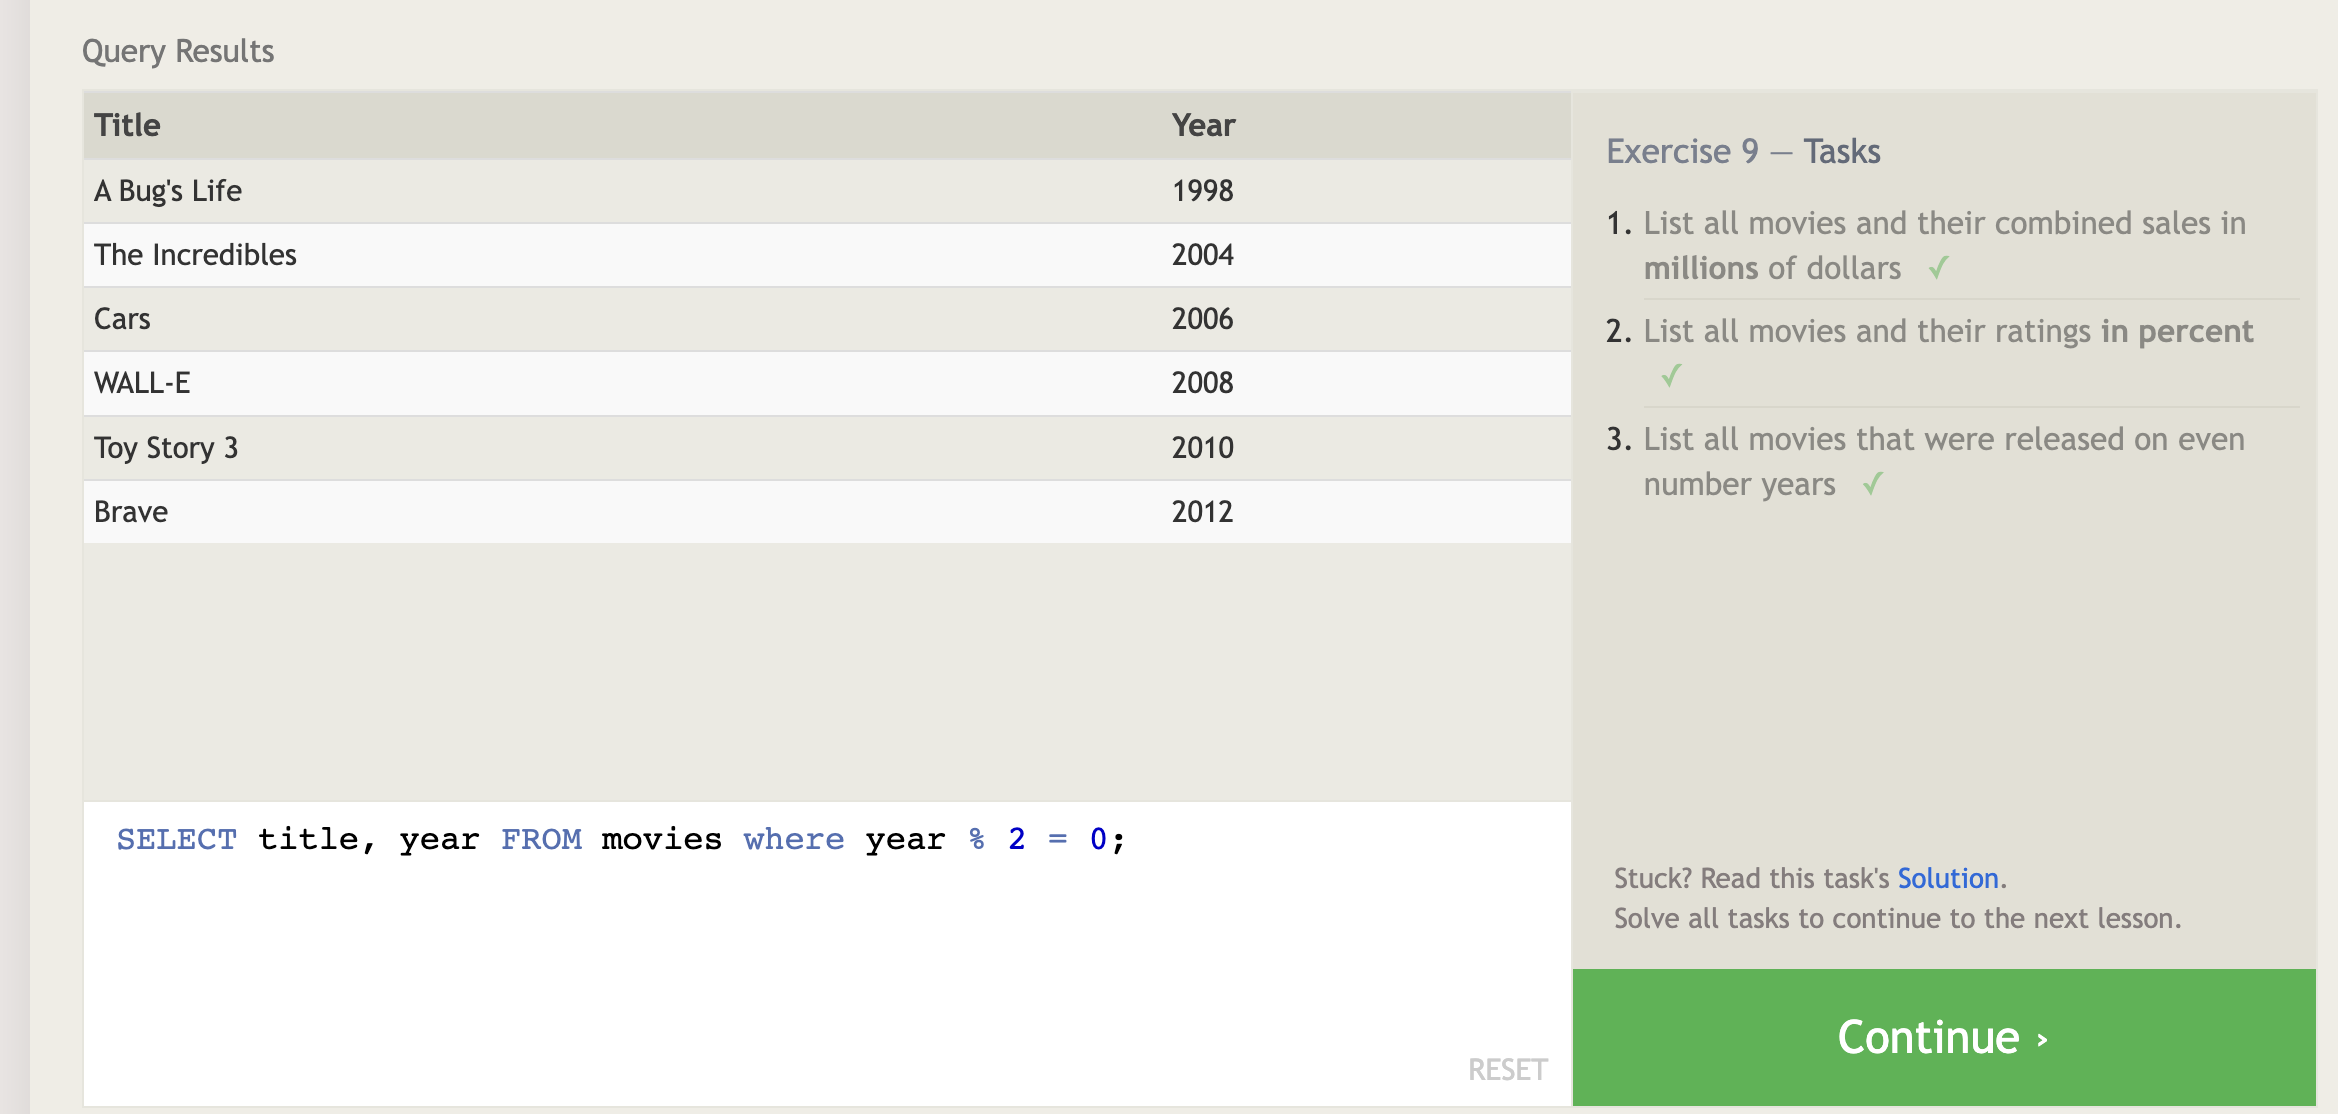 Query Results
Title Year
A Bug's Life 1998
The Incredibles 2004
Cars 2006
WALL-E 2008
Toy Story 3 2010
Brave 2012
SELECT title, year FROM movies where year % 2 = 0;
RESET
Exercise 9 — Tasks
1. List all movies and their combined sales in
millions of dollars ✓
2. List all movies and their ratings in percent
✓
3. List all movies that were released on even
number years ✓
Stuck? Read this task's Solution.
Solve all tasks to continue to the next lesson.
Continue ›